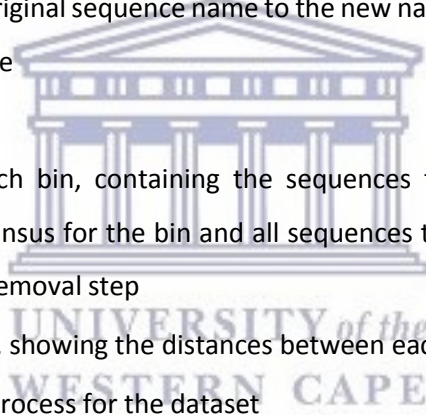 riginal sequence name to the new na
e
ch bin, containing the sequences
nsus for the bin and all sequences t
emoval step
UNIVERSITY of the
, showing the distances between eac
WESTERN CAPE
rocess for the dataset